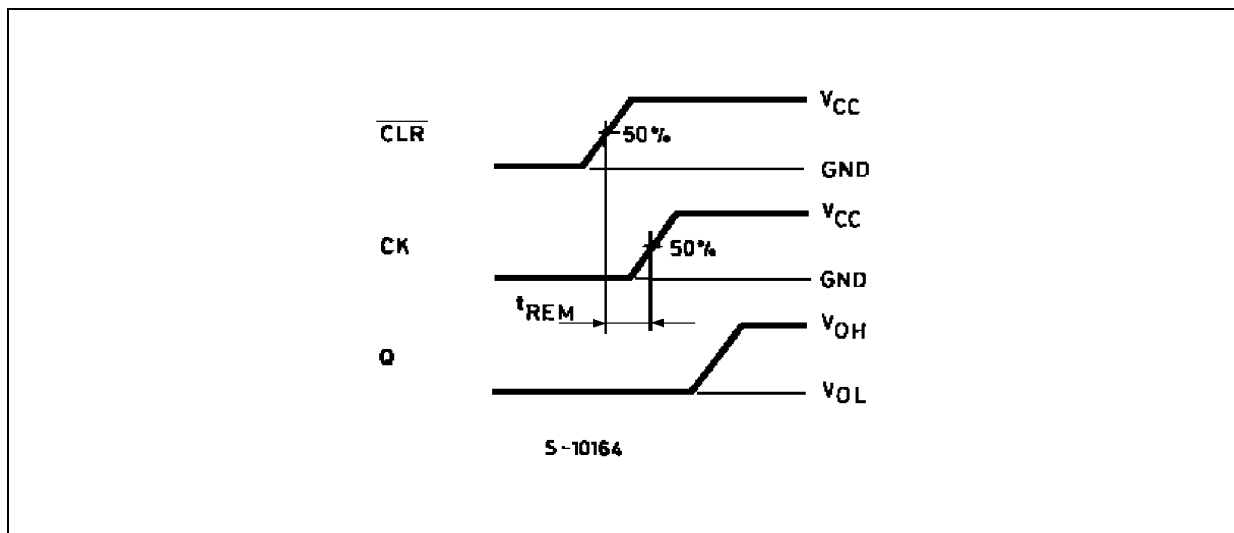 V_CC
CLR
50%
GND
V_CC
CK
50%
GND
t_REM
V_OH
Q
V_OL
S-10164